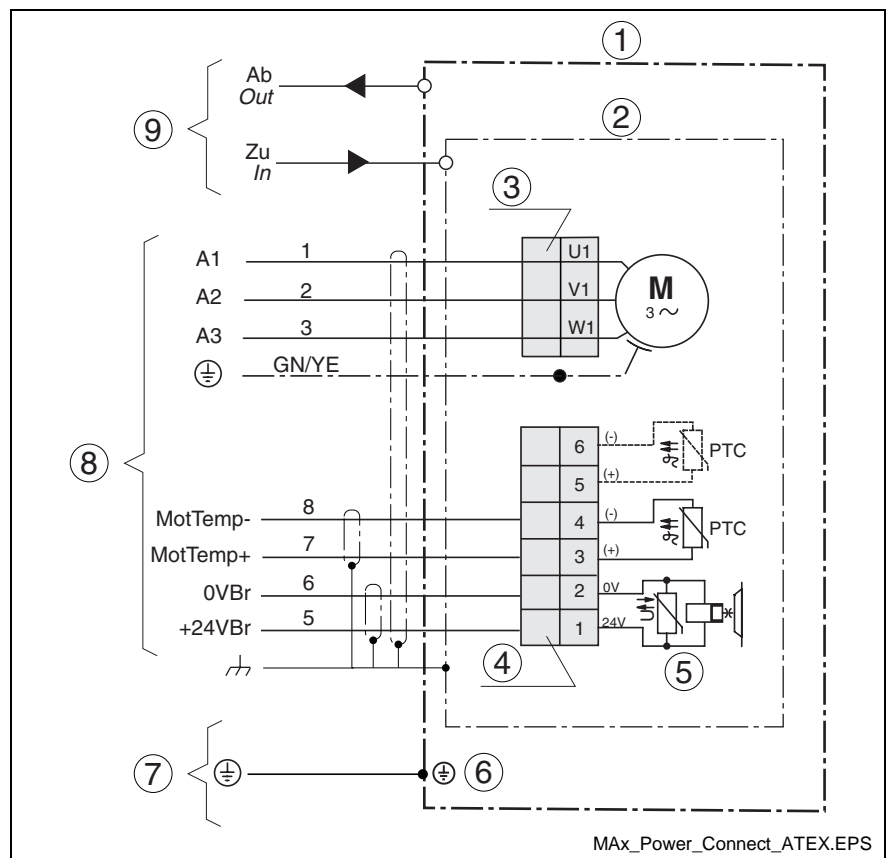 1
Ab
Out
2
9
Zu
In
3
A1 1 U1
A2 2 V1 M
3~
A3 3 W1
GN/YE
8
6 (-) PTC
5 (+)
MotTemp- 8 4 (-) PTC
MotTemp+ 7 3 (+)
0VBr 6 2 0V
+24VBr 5 1 24V
4 5
7 6
MAx_Power_Connect_ATEX.EPS